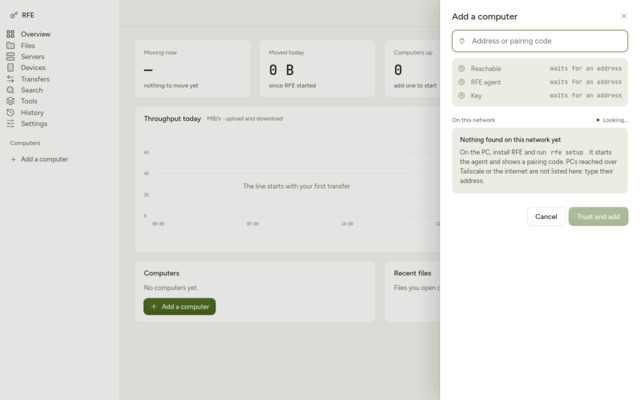 RFE
Overview
Files
Servers
Devices
Transfers
Search
Tools
History
Settings
Computers
Add a computer
Moving now
—
nothing to move yet
Moved today
0 B
since RFE started
Computers up
0
add one to start
Throughput today MB/s · upload and download
60
40
20
0
The line starts with your first transfer
08:00
09:00
10:00
Computers
No computers yet.
Add a computer
Recent files
Files you open o
Add a computer
Address or pairing code
Reachable waits for an address
RFE agent waits for an address
Key waits for an address
On this network Looking…
Nothing found on this network yet
On the PC, install RFE and run rfe setup . It starts
the agent and shows a pairing code. PCs reached over
Tailscale or the internet are not listed here: type their
address.
Cancel
Trust and add